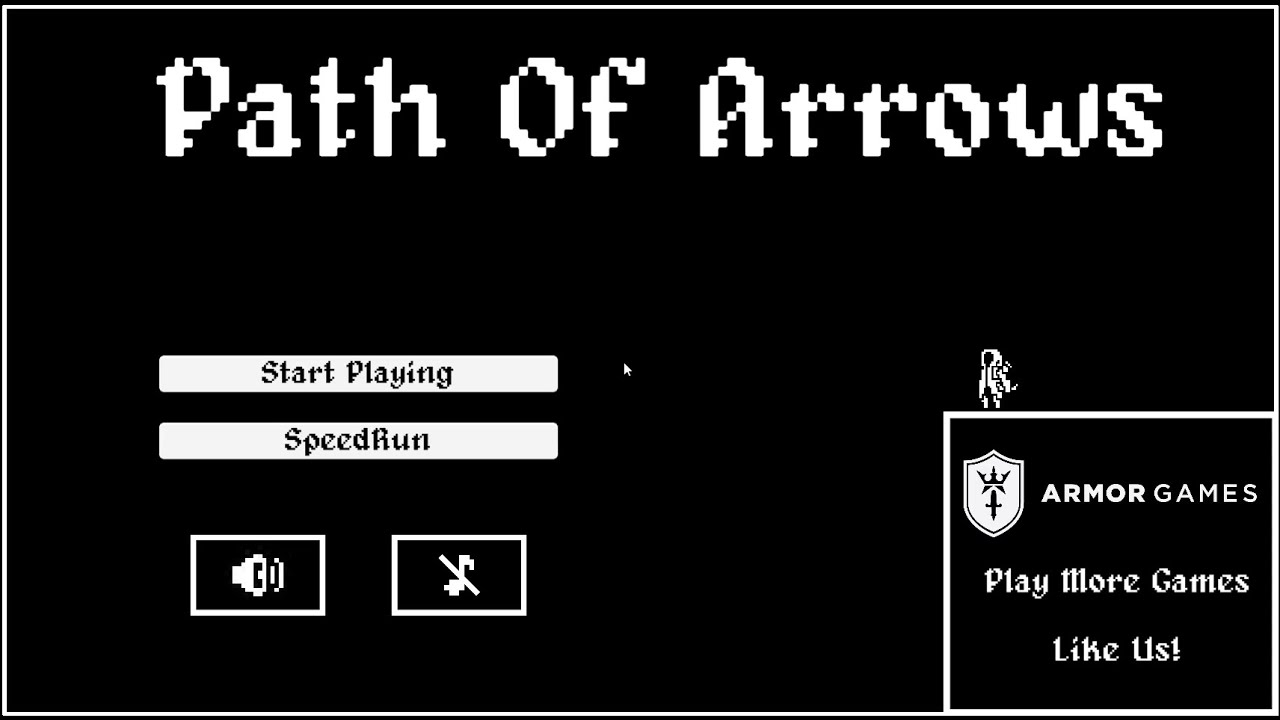 Path Of Arrows
Start Playing
SpeedRun
ARMOR GAMES
Play More Games
Like Us!